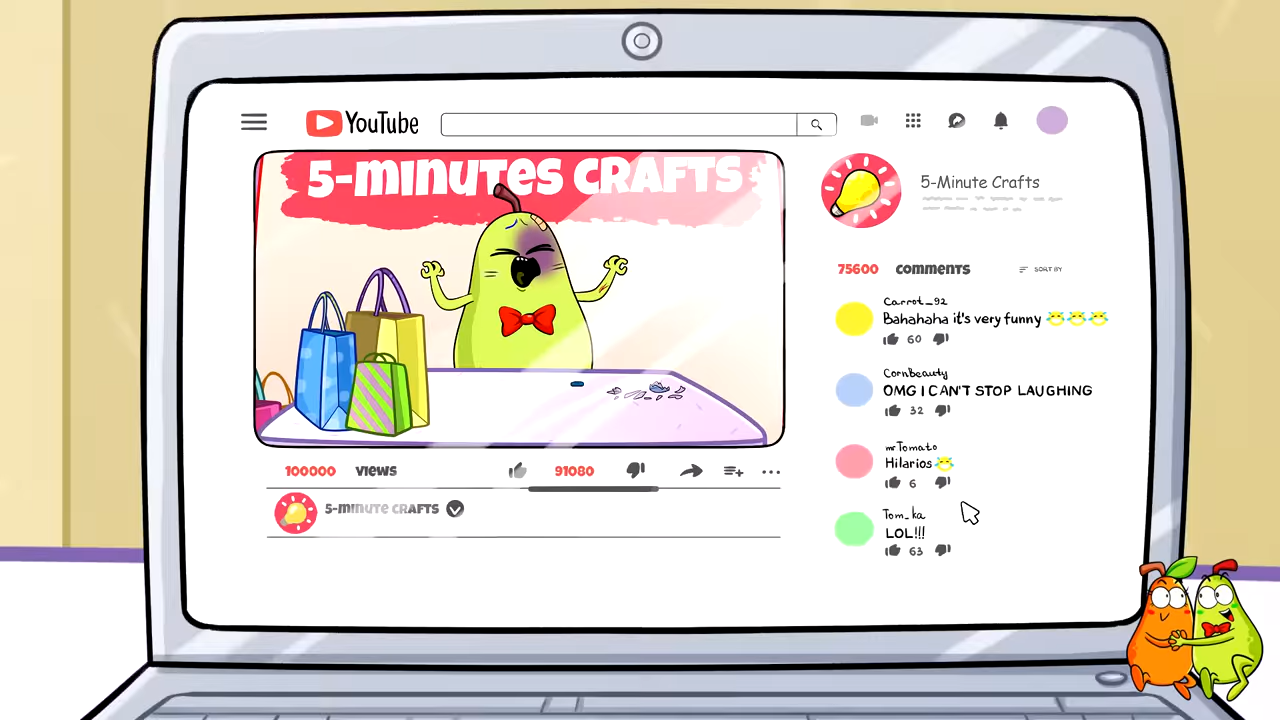 YouTube
5-MINUTES CRAFTS
5-Minute Crafts
75600 COMMENTS
SORT BY
Carrot_92
Bahahaha it's very funny 😂😂😂
60
CornBeauty
OMG I CAN'T STOP LAUGHING
32
mrTomato
Hilarios 😂
6
Tom_ka
LOL!!!
63
100000 VIEWS
91080
5-MINUTE CRAFTS